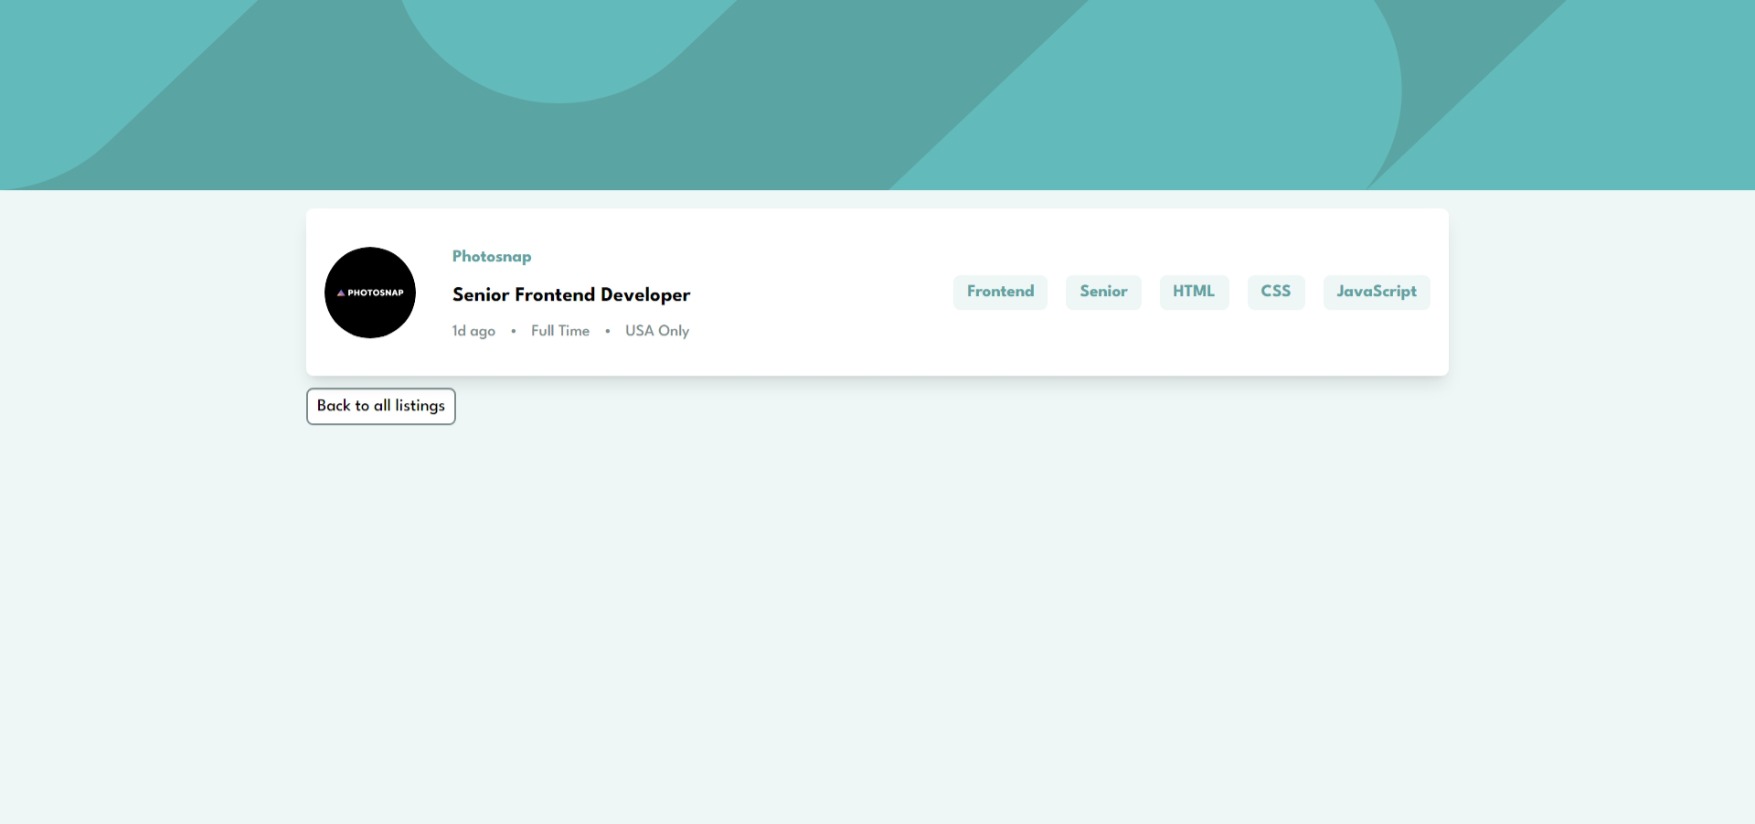 PHOTOSNAP
Photosnap
Senior Frontend Developer
1d ago • Full Time • USA Only
Frontend Senior HTML CSS JavaScript
Back to all listings